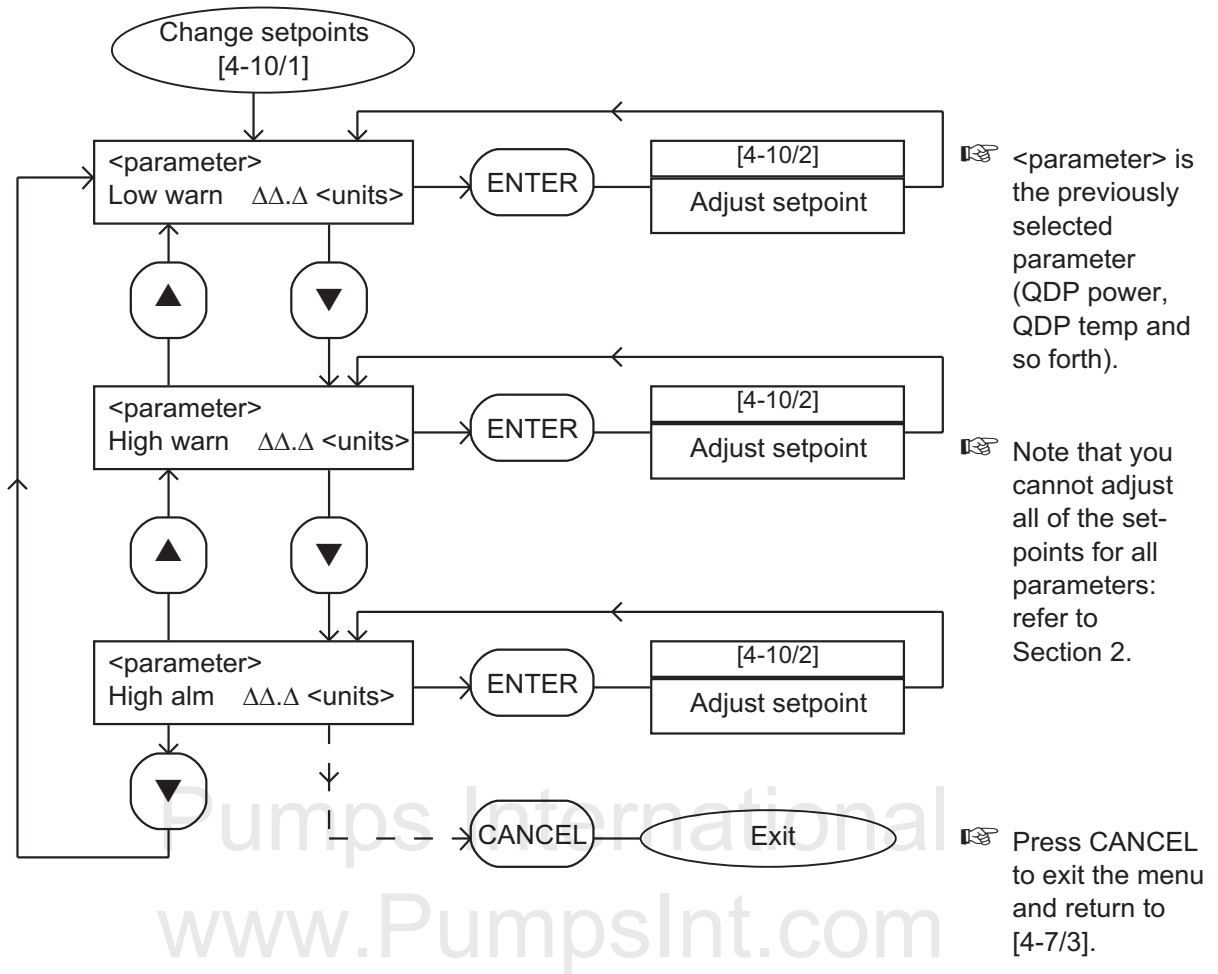 Change setpoints
[4-10/1]
<parameter>
Low warn ΔΔ.Δ <units>
ENTER
[4-10/2]
Adjust setpoint
☞ <parameter> is
the previously
selected
parameter
(QDP power,
QDP temp and
so forth).
▲
▼
<parameter>
High warn ΔΔ.Δ <units>
ENTER
[4-10/2]
Adjust setpoint
☞ Note that you
cannot adjust
all of the set-
points for all
parameters:
refer to
Section 2.
▲
▼
<parameter>
High alm ΔΔ.Δ <units>
ENTER
[4-10/2]
Adjust setpoint
▼
CANCEL
Exit
☞ Press CANCEL
to exit the menu
and return to
[4-7/3].
Pumps International
www.PumpsInt.com